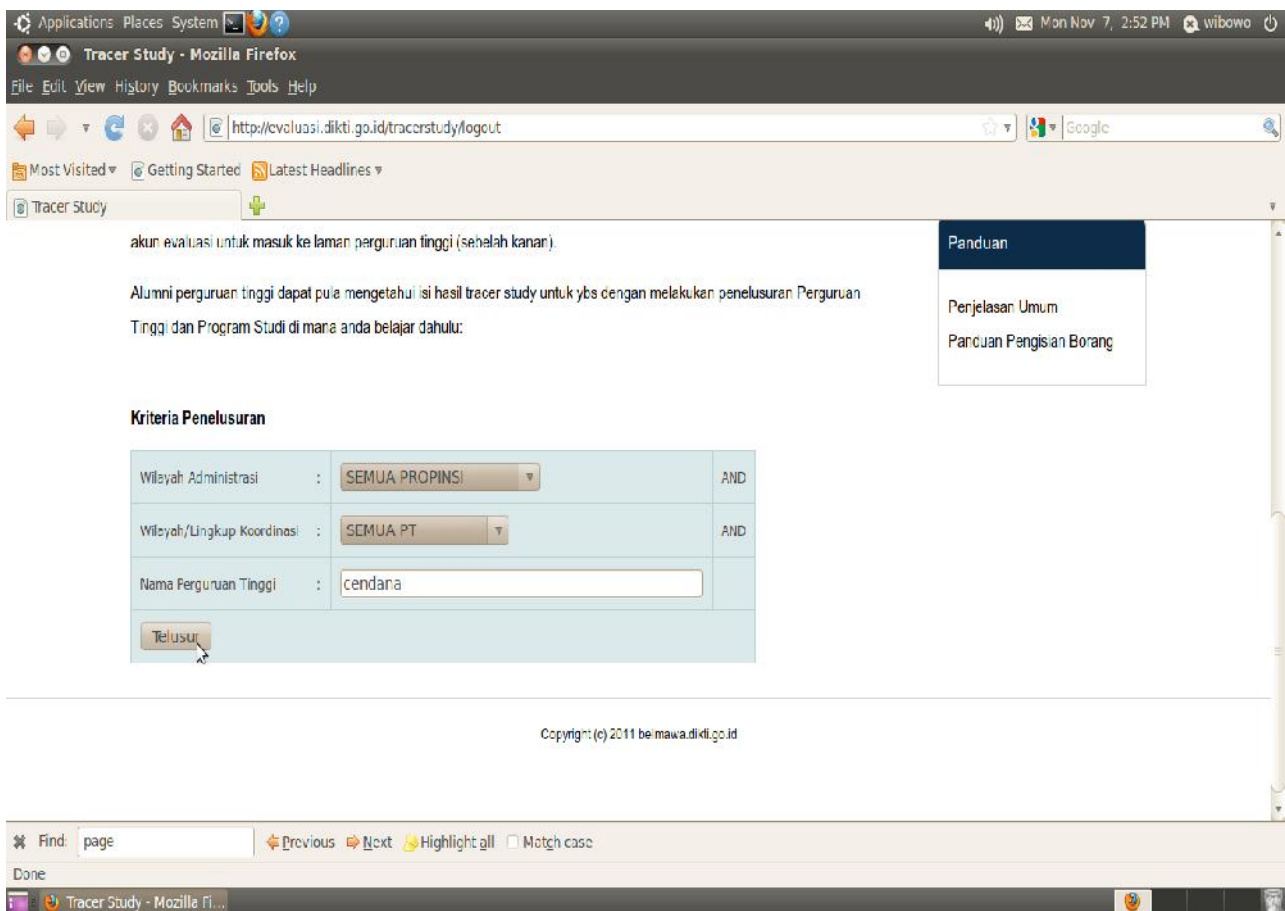 Applications Places System
Mon Nov 7, 2:52 PM wibowo
Tracer Study - Mozilla Firefox
File Edit View History Bookmarks Tools Help
http://evaluasi.dikti.go.id/tracerstudy/logout
Google
Most Visited Getting Started Latest Headlines
Tracer Study
akun evaluasi untuk masuk ke laman perguruan tinggi (sebelah kanan).
Alumni perguruan tinggi dapat pula mengetahui isi hasil tracer study untuk ybs dengan melakukan penelusuran Perguruan
Tinggi dan Program Studi di mana anda belajar dahulu:
Panduan
Penjelasan Umum
Panduan Pengisian Borang
Kriteria Penelusuran
Wilayah Administrasi : SEMUA PROPINSI AND
Wilayah/Lingkup Koordinasi : SEMUA PT AND
Nama Perguruan Tinggi : cendana
Telusur
Copyright (c) 2011 belmawa.dikti.go.id
Find: page Previous Next Highlight all Match case
Done
Tracer Study - Mozilla Fi...